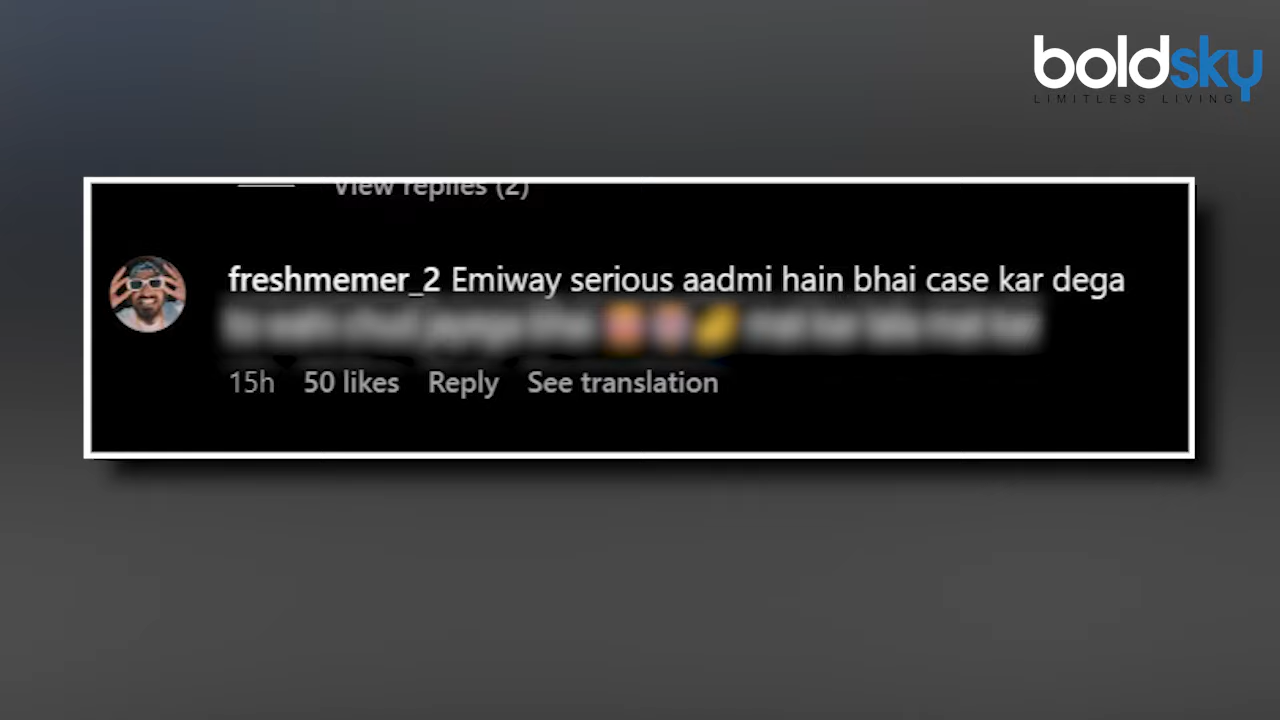 boldsky
LIMITLESS LIVING
View replies (2)
freshmemer_2 Emiway serious aadmi hain bhai case kar dega
15h 50 likes Reply See translation